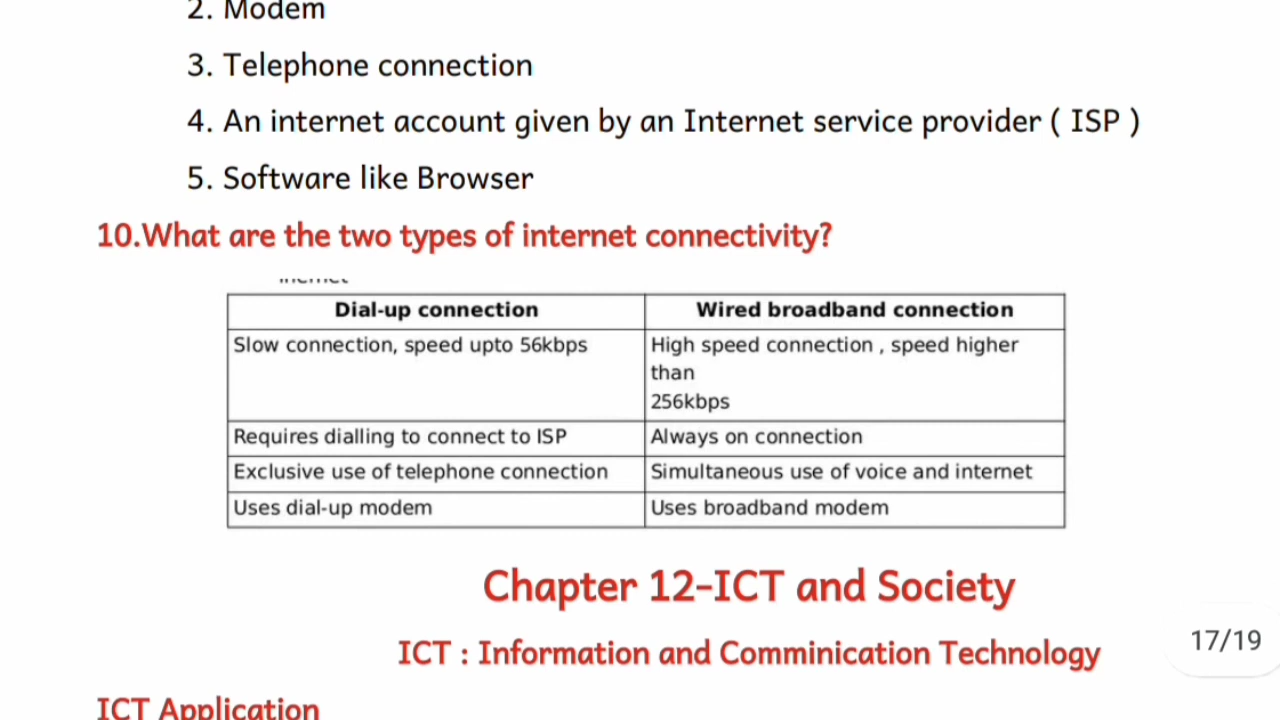 2. Modem
3. Telephone connection
4. An internet account given by an Internet service provider ( ISP )
5. Software like Browser
10.What are the two types of internet connectivity?
Dial-up connection
Wired broadband connection
Slow connection, speed upto 56kbps
High speed connection , speed higher
than
256kbps
Requires dialling to connect to ISP
Always on connection
Exclusive use of telephone connection
Simultaneous use of voice and internet
Uses dial-up modem
Uses broadband modem
Chapter 12-ICT and Society
ICT : Information and Comminication Technology
17/19
ICT Application